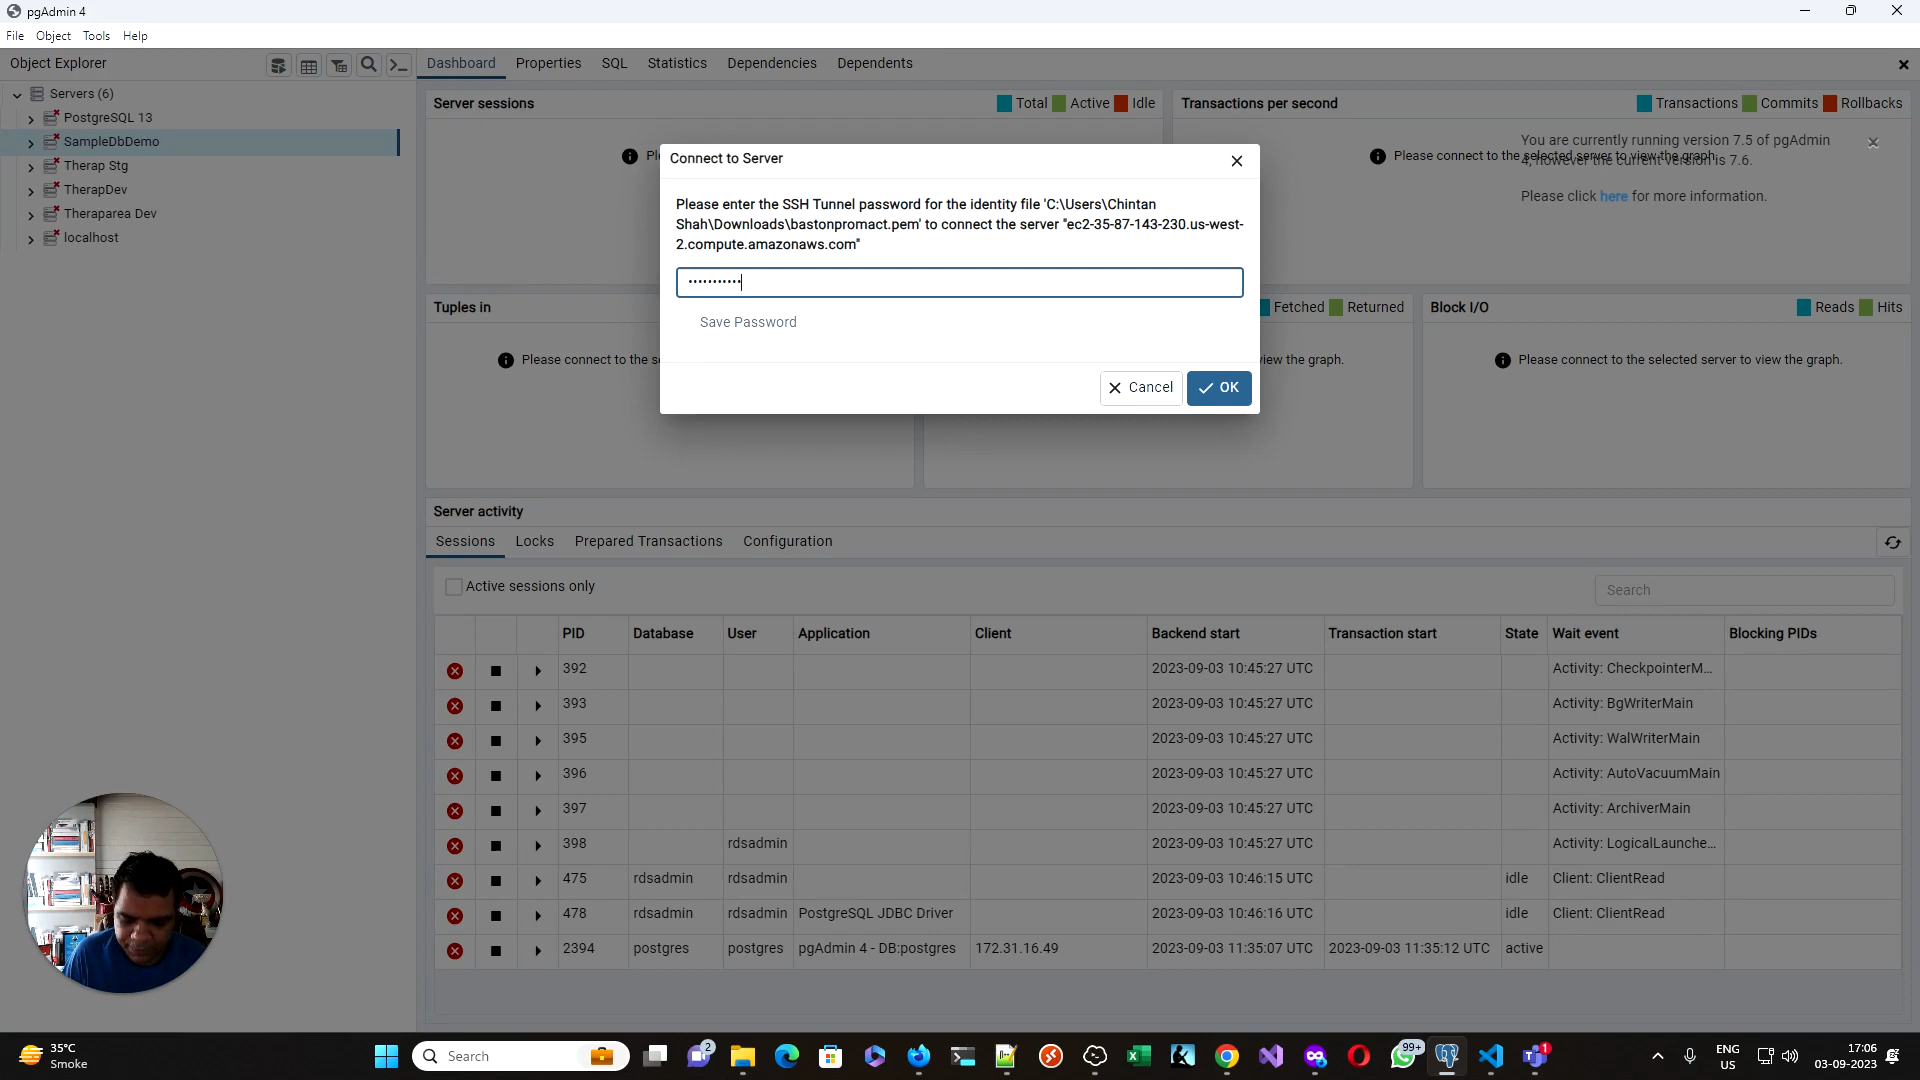 pgAdmin 4
File Object Tools Help
Object Explorer
Dashboard Properties SQL Statistics Dependencies Dependents
Servers (6)
PostgreSQL 13
SampleDbDemo
Therap Stg
TherapDev
Theraparea Dev
localhost
Server sessions
Total Active Idle
Transactions per second
Transactions Commits Rollbacks
Please connect to the selected server to view the graph.
You are currently running version 7.5 of pgAdmin
4, however the current version is 7.6.
Please click here for more information.
Connect to Server
Please enter the SSH Tunnel password for the identity file 'C:\Users\Chintan
Shah\Downloads\bastonpromact.pem' to connect the server "ec2-35-87-143-230.us-west-
2.compute.amazonaws.com"
•••••••••••
Save Password
Cancel OK
Tuples in
Please connect to the
Fetched Returned
view the graph.
Block I/O
Reads Hits
Please connect to the selected server to view the graph.
Server activity
Sessions Locks Prepared Transactions Configuration
Active sessions only
Search
PID Database User Application Client Backend start Transaction start State Wait event Blocking PIDs
392 2023-09-03 10:45:27 UTC Activity: CheckpointerM...
393 2023-09-03 10:45:27 UTC Activity: BgWriterMain
395 2023-09-03 10:45:27 UTC Activity: WalWriterMain
396 2023-09-03 10:45:27 UTC Activity: AutoVacuumMain
397 2023-09-03 10:45:27 UTC Activity: ArchiverMain
398 rdsadmin 2023-09-03 10:45:27 UTC Activity: LogicalLaunche...
475 rdsadmin rdsadmin 2023-09-03 10:46:15 UTC idle Client: ClientRead
478 rdsadmin rdsadmin PostgreSQL JDBC Driver 2023-09-03 10:46:16 UTC idle Client: ClientRead
2394 postgres postgres pgAdmin 4 - DB:postgres 172.31.16.49 2023-09-03 11:35:07 UTC 2023-09-03 11:35:12 UTC active
35°C
Smoke
Search
2
99+
1
ENG
US
17:06
03-09-2023